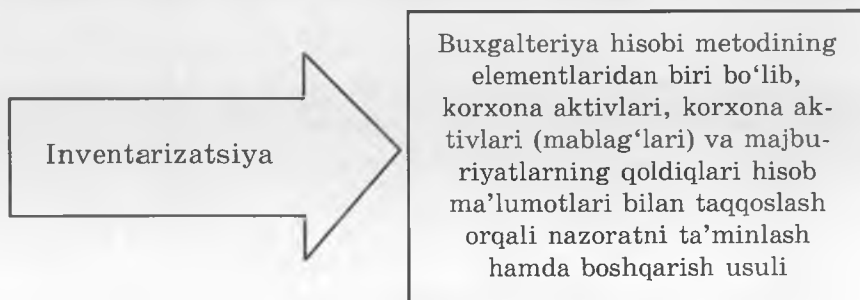 Inventarizatsiya
Buxgalteriya hisobi metodining
elementlaridan biri bo‘lib,
korxona aktivlari, korxona ak-
tivlari (mablag‘lari) va majbu-
riyatlarning qoldiqlari hisob
ma’lumotlari bilan taqqoslash
orqali nazoratni ta’minlash
hamda boshqarish usuli